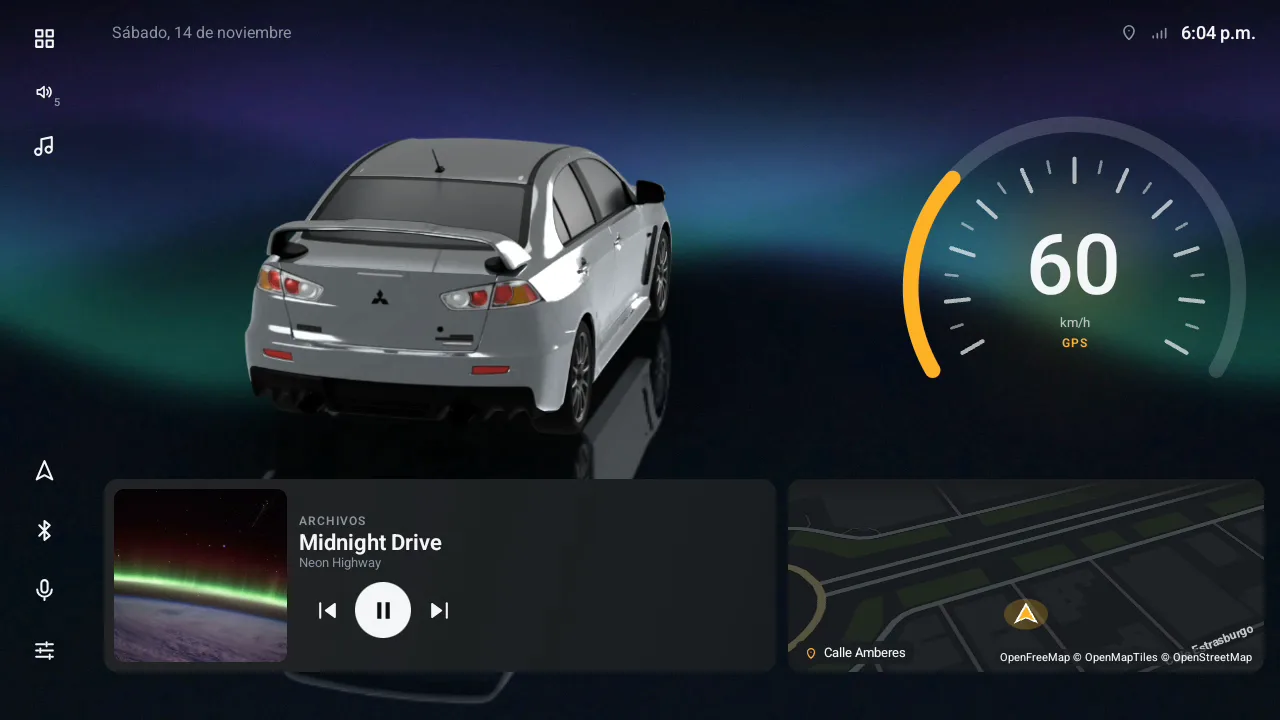 Sábado, 14 de noviembre
6:04 p.m.
5
60
km/h
GPS
ARCHIVOS
Midnight Drive
Neon Highway
Estrasburgo
Calle Amberes
OpenFreeMap © OpenMapTiles © OpenStreetMap